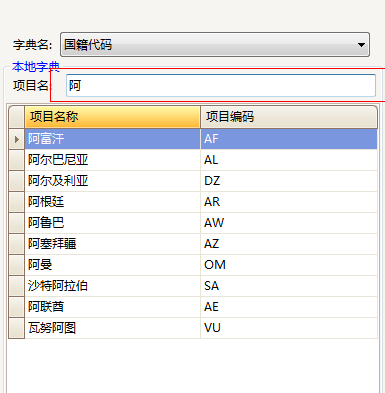 字典名: 国籍代码
本地字典
项目名: 阿
项目名称 项目编码
阿富汗 AF
阿尔巴尼亚 AL
阿尔及利亚 DZ
阿根廷 AR
阿鲁巴 AW
阿塞拜疆 AZ
阿曼 OM
沙特阿拉伯 SA
阿联酋 AE
瓦努阿图 VU